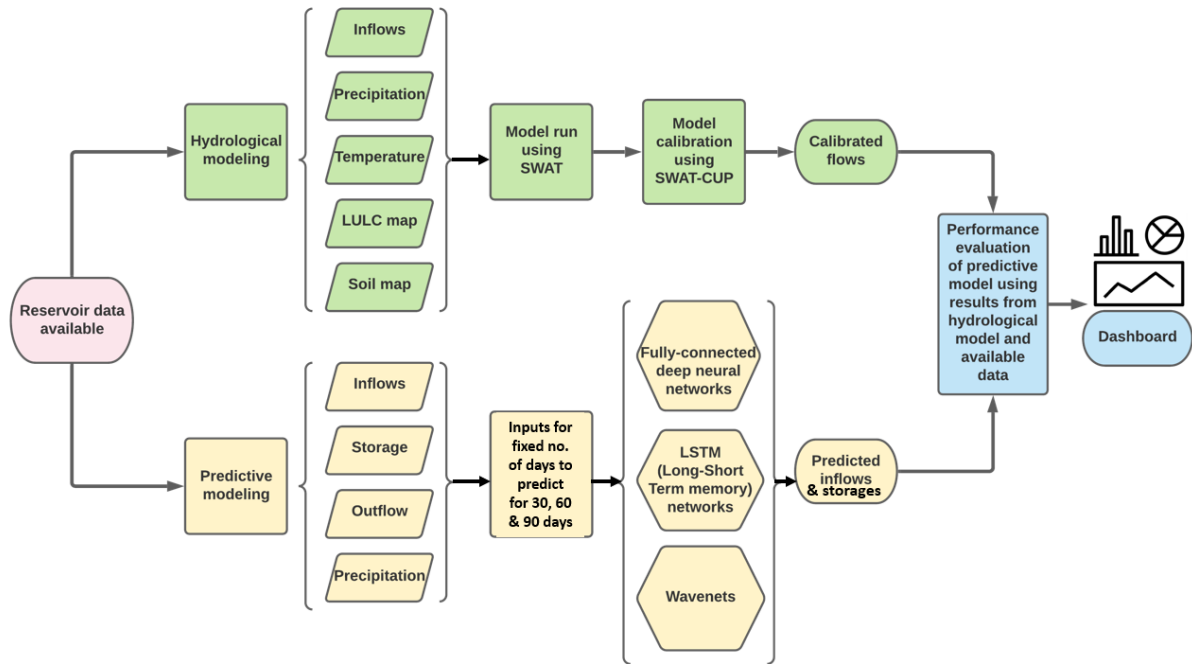 Reservoir data
available
Hydrological
modeling
Inflows
Precipitation
Temperature
LULC map
Soil map
Model run
using
SWAT
Model
calibration
using
SWAT-CUP
Calibrated
flows
Predictive
modeling
Inflows
Storage
Outflow
Precipitation
Inputs for
fixed no.
of days to
predict
for 30, 60
& 90 days
Fully-connected
deep neural
networks
LSTM
(Long-Short
Term memory)
networks
Wavenets
Predicted
inflows
& storages
Performance
evaluation
of predictive
model using
results from
hydrological
model and
available
data
Dashboard